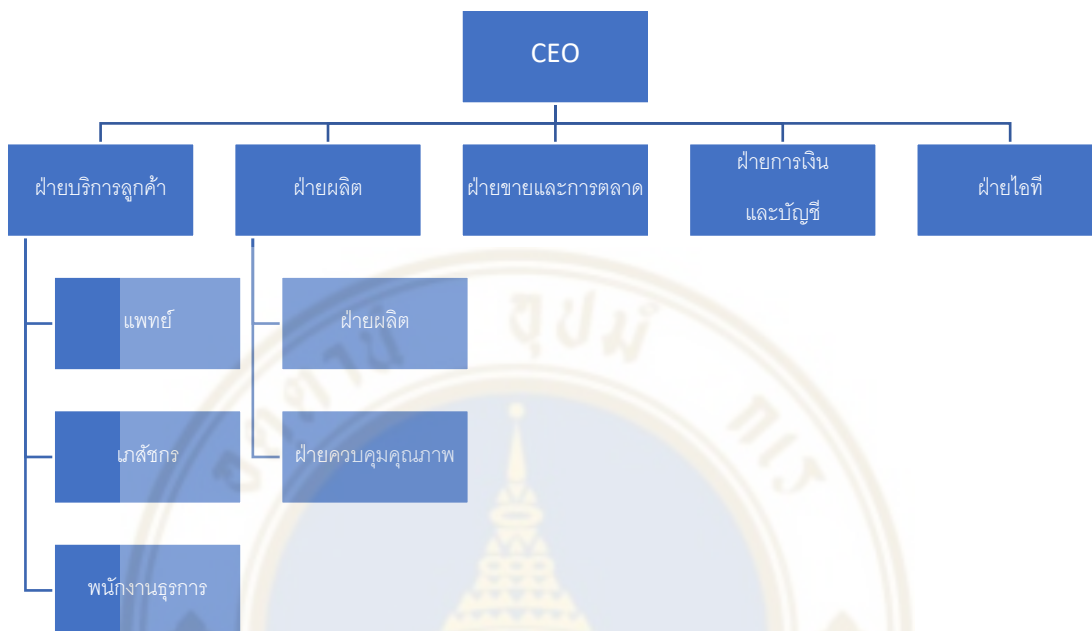 CEO
ฝ่ายบริการลูกค้า
ฝ่ายผลิต
ฝ่ายขายและการตลาด
ฝ่ายการเงิน
และบัญชี
ฝ่ายไอที
แพทย์
ฝ่ายผลิต
เภสัชกร
ฝ่ายควบคุมคุณภาพ
พนักงานธุรการ